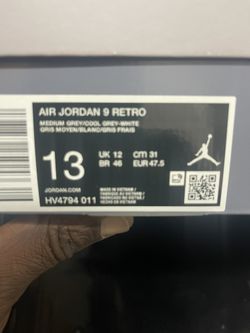 AIR JORDAN 9 RETRO
MEDIUM GREY/COOL GREY-WHITE
GRIS MOYEN/BLANC/GRIS FRAIS
13
UK 12 cm 31
BR 46 EUR 47.5
JORDAN.COM
HV4794 011
MADE IN VIETNAM